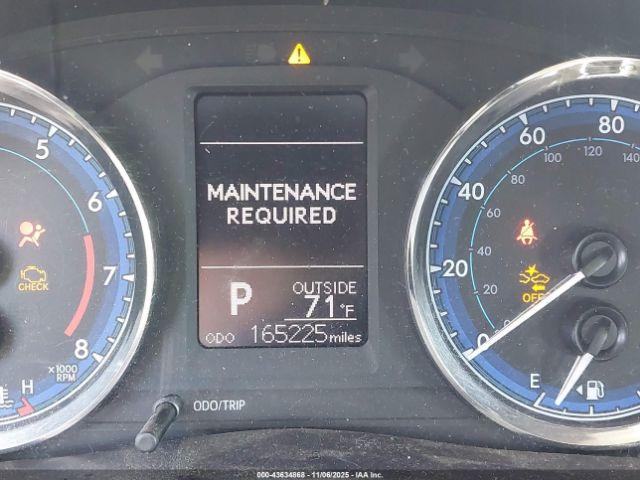 5
6
7
8
x1000
RPM
CHECK
H
MAINTENANCE
REQUIRED
P
OUTSIDE
71°F
ODO 165225 miles
ODO/TRIP
0
20
40
60
80
0
20
40
60
80
100
120
140
OFF
E
000-43634868 - 11/06/2025 - IAA Inc.